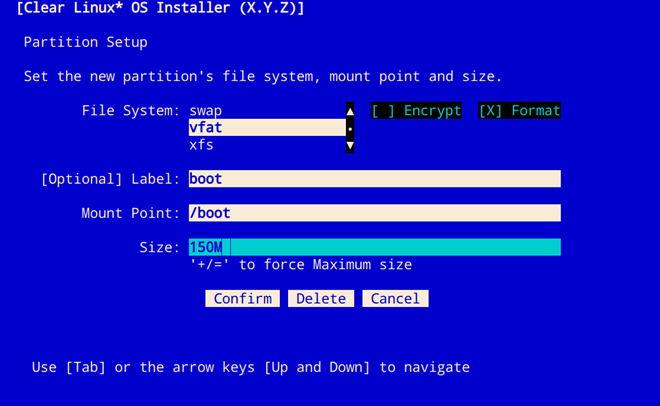 [Clear Linux* OS Installer (X.Y.Z)]
Partition Setup
Set the new partition's file system, mount point and size.
File System: swap [ ] Encrypt [X] Format
vfat
xfs
[Optional] Label: boot
Mount Point: /boot
Size: 150M
'+/=' to force Maximum size
Confirm Delete Cancel
Use [Tab] or the arrow keys [Up and Down] to navigate